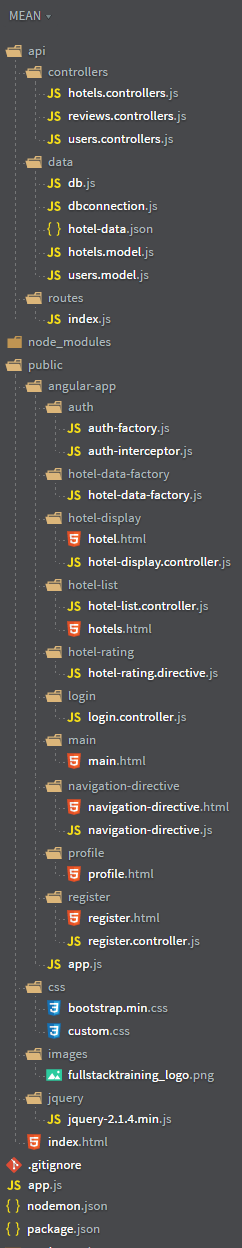 MEAN
api
controllers
hotels.controllers.js
reviews.controllers.js
users.controllers.js
data
db.js
dbconnection.js
hotel-data.json
hotels.model.js
users.model.js
routes
index.js
node_modules
public
angular-app
auth
auth-factory.js
auth-interceptor.js
hotel-data-factory
hotel-data-factory.js
hotel-display
hotel.html
hotel-display.controller.js
hotel-list
hotel-list.controller.js
hotels.html
hotel-rating
hotel-rating.directive.js
login
login.controller.js
main
main.html
navigation-directive
navigation-directive.html
navigation-directive.js
profile
profile.html
register
register.html
register.controller.js
app.js
css
bootstrap.min.css
custom.css
images
fullstacktraining_logo.png
jquery
jquery-2.1.4.min.js
index.html
.gitignore
app.js
nodemon.json
package.json